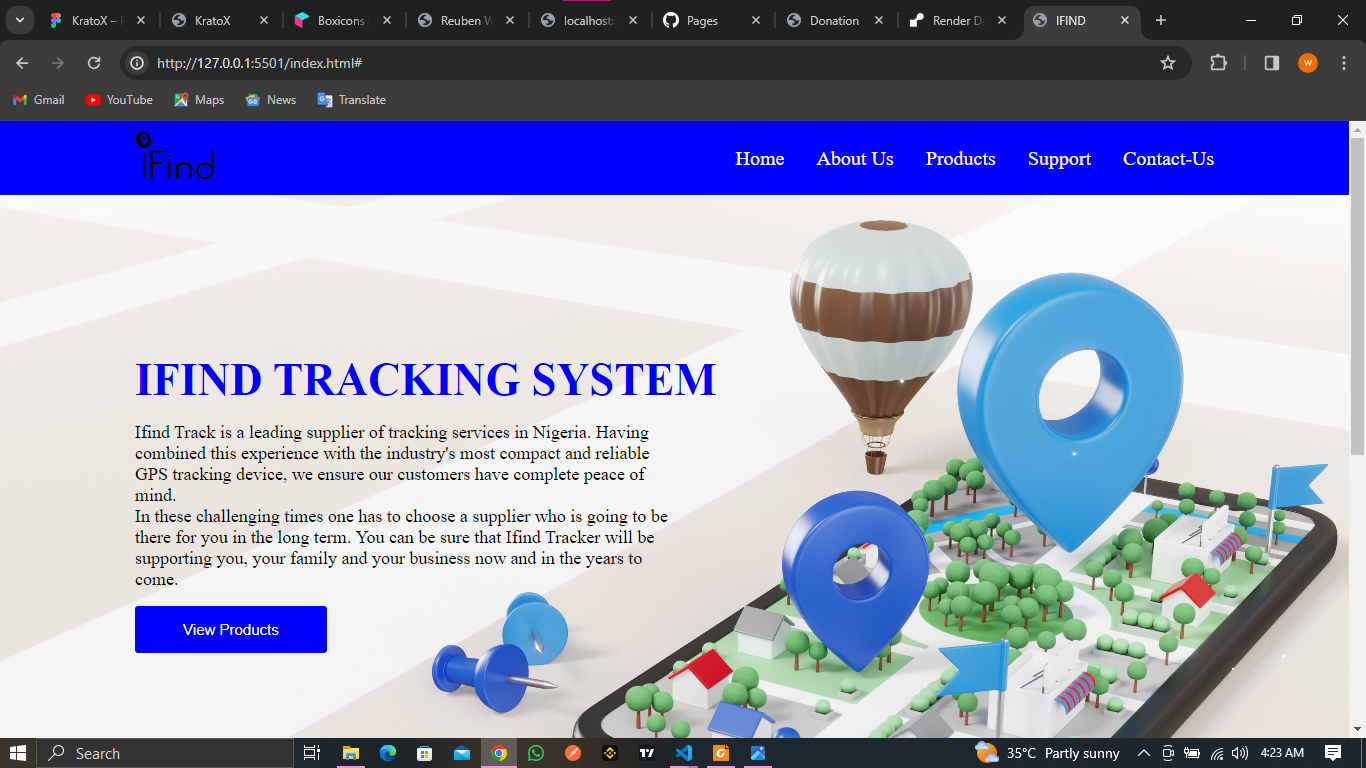 KratoX – F
KratoX
Boxicons :
Reuben W
localhost:
Pages
Donation
Render D
IFIND
http://127.0.0.1:5501/index.html#
W
Gmail
YouTube
Maps
News
Translate
iFind
Home
About Us
Products
Support
Contact-Us
IFIND TRACKING SYSTEM
Ifind Track is a leading supplier of tracking services in Nigeria. Having
combined this experience with the industry's most compact and reliable
GPS tracking device, we ensure our customers have complete peace of
mind.
In these challenging times one has to choose a supplier who is going to be
there for you in the long term. You can be sure that Ifind Tracker will be
supporting you, your family and your business now and in the years to
come.
View Products
Search
35°C Partly sunny
4:23 AM